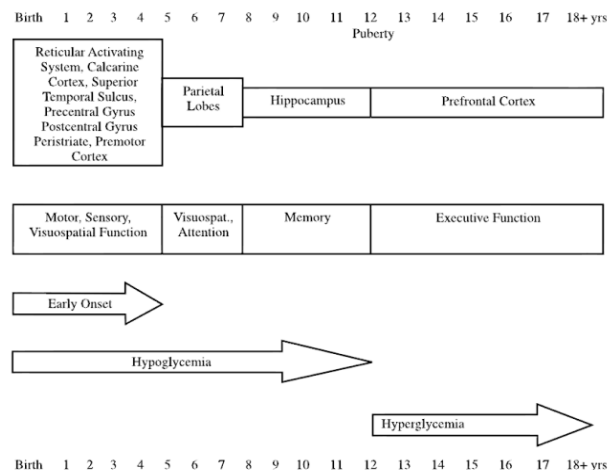 Birth 1 2 3 4 5 6 7 8 9 10 11 12 13 14 15 16 17 18+ yrs
Puberty
Reticular Activating
System, Calcarine
Cortex, Superior
Temporal Sulcus,
Precentral Gyrus
Postcentral Gyrus
Peristriate, Premotor
Cortex
Parietal
Lobes
Hippocampus
Prefrontal Cortex
Motor, Sensory,
Visuospatial Function
Visuospat.,
Attention
Memory
Executive Function
Early Onset
Hypoglycemia
Hyperglycemia
Birth 1 2 3 4 5 6 7 8 9 10 11 12 13 14 15 16 17 18+ yrs